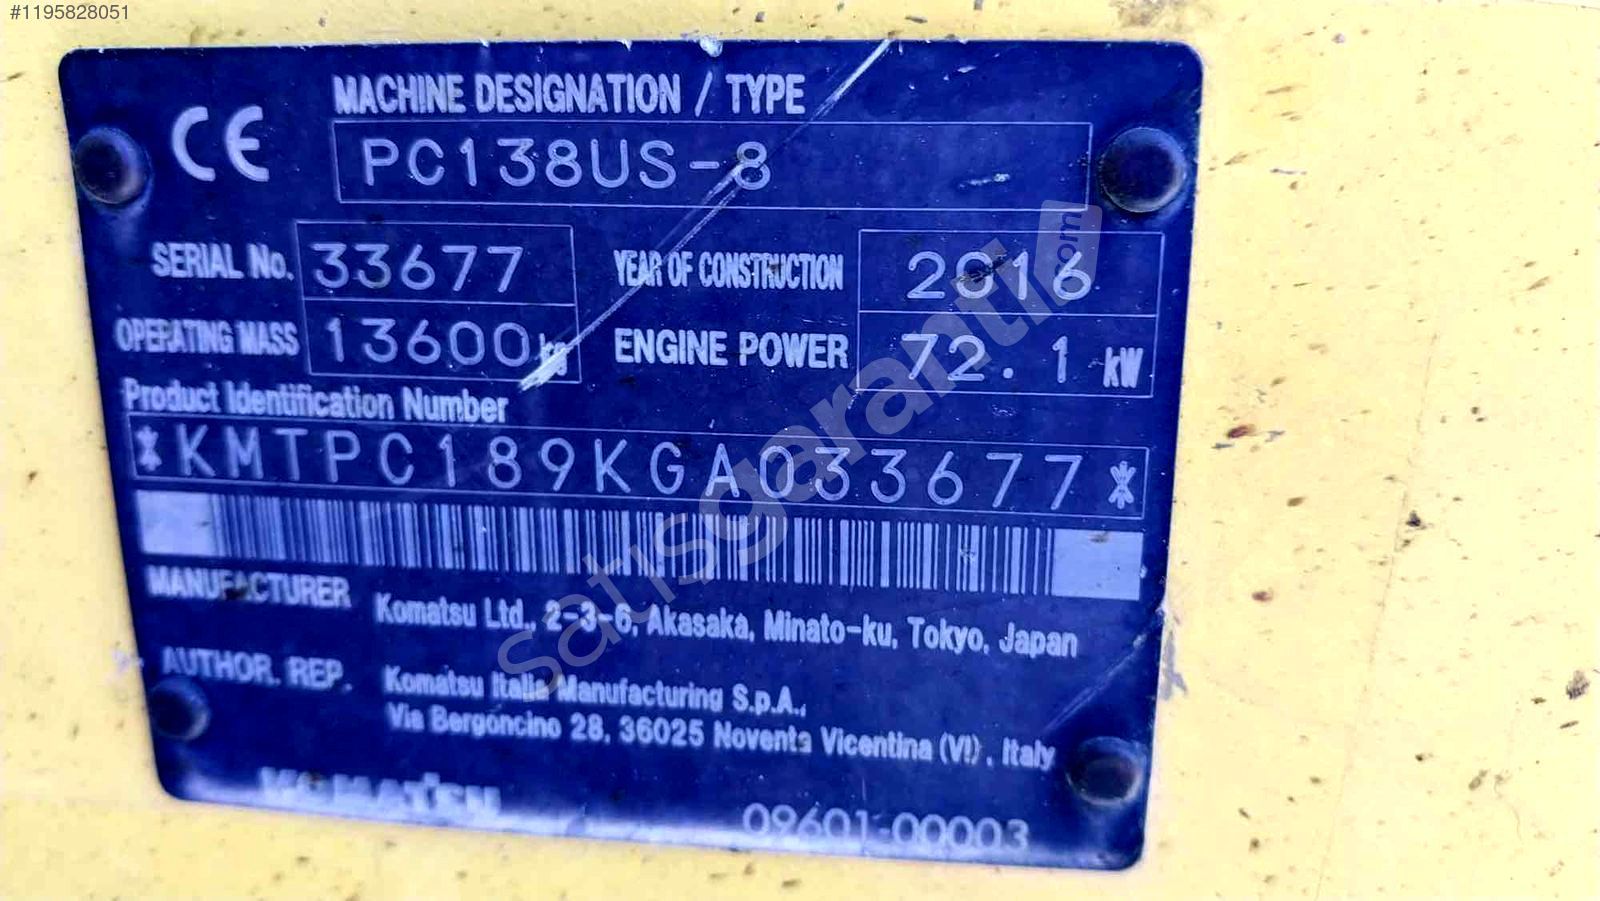 #1195828051
CE
MACHINE DESIGNATION / TYPE
PC138US-8
SERIAL No. 33677
YEAR OF CONSTRUCTION 2016
OPERATING MASS 13600 kg
ENGINE POWER 72.1 kW
Product Identification Number
*KMTPC189KGA033677*
MANUFACTURER Komatsu Ltd., 2-3-6, Akasaka, Minato-ku, Tokyo, Japan
AUTHOR. REP. Komatsu Italia Manufacturing S.p.A.,
Via Bergoncino 28, 36025 Noventa Vicentina (VI), Italy
09601-00003
satışgaranti.com